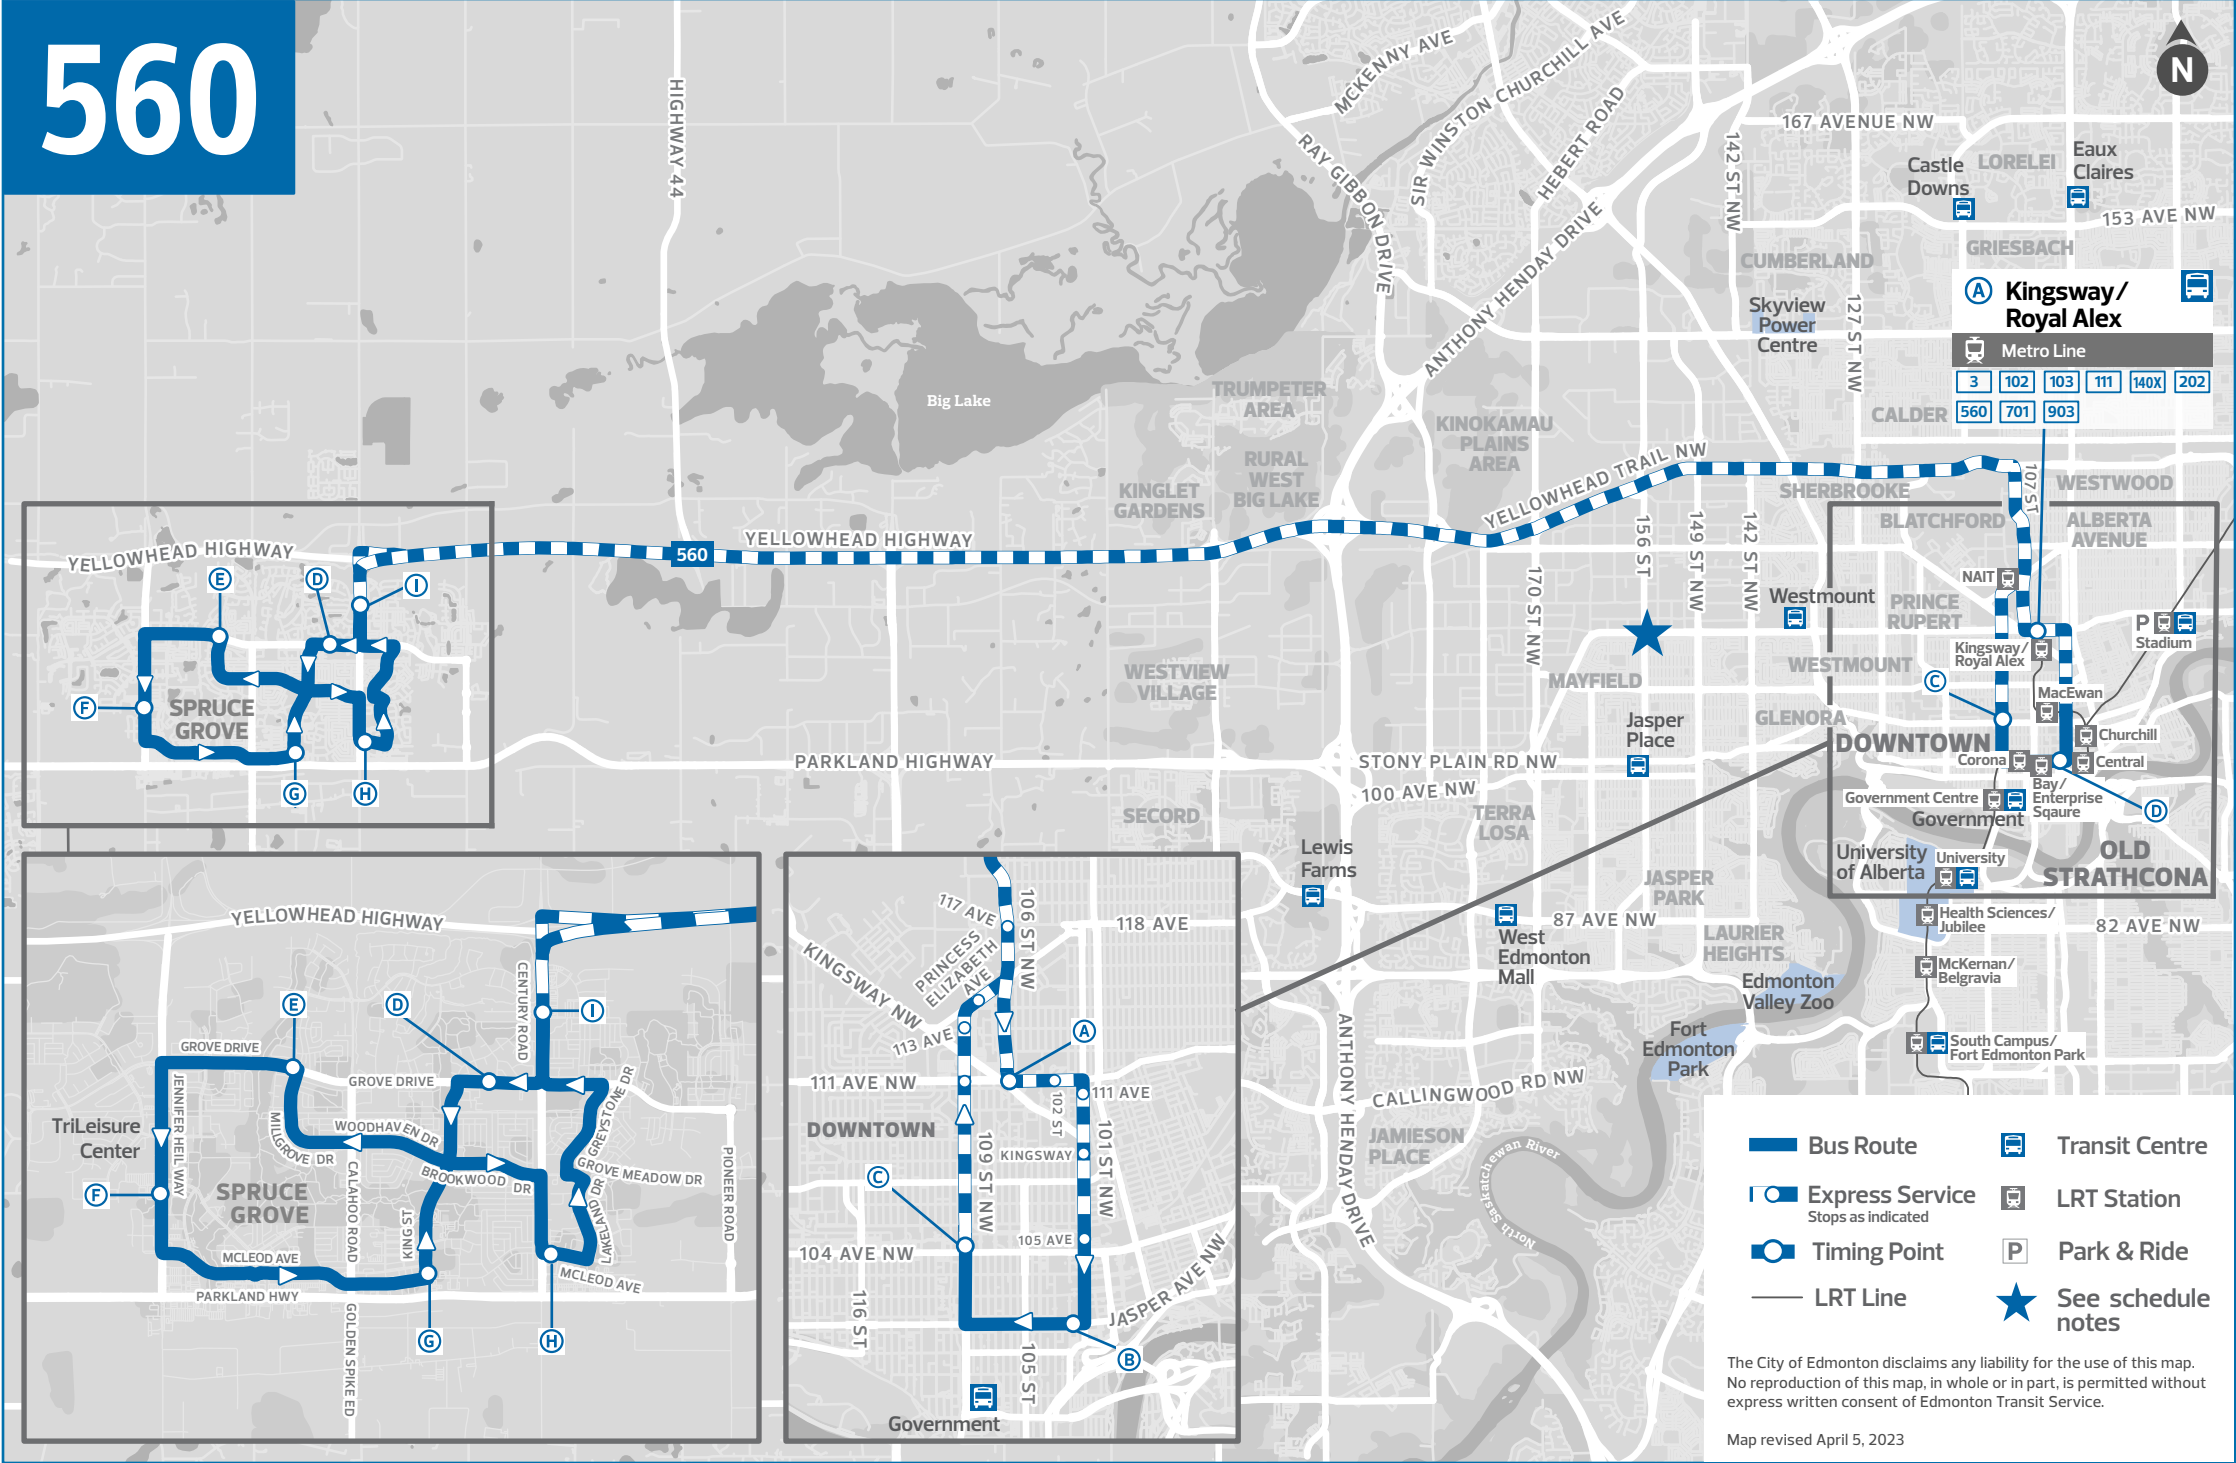 560
N
HIGHWAY 44
MCKENNY AVE
SIR WINSTON CHURCHILL AVE
HEBERT ROAD
RAY GIBBON DRIVE
ANTHONY HENDAY DRIVE
142 ST NW
167 AVENUE NW
Castle
Downs
LORELEI
Eaux
Claires
153 AVE NW
GRIESBACH
CUMBERLAND
Skyview
Power
Centre
127 ST NW
A
Kingsway/
Royal Alex
Metro Line
3
102
103
111
140X
202
560
701
903
CALDER
Big Lake
TRUMPETER
AREA
KINOKAMAU
PLAINS
AREA
RURAL
WEST
BIG LAKE
KINGLET
GARDENS
YELLOWHEAD TRAIL NW
SHERBROOKE
107 ST
WESTWOOD
BLATCHFORD
ALBERTA
AVENUE
YELLOWHEAD HIGHWAY
560
YELLOWHEAD HIGHWAY
E
D
I
F
SPRUCE
GROVE
G
H
156 ST
149 ST NW
142 ST NW
170 ST NW
Westmount
NAIT
PRINCE
RUPERT
P
Stadium
Kingsway/
Royal Alex
WESTMOUNT
C
MacEwan
WESTVIEW
VILLAGE
MAYFIELD
GLENORA
Jasper
Place
DOWNTOWN
Churchill
Corona
Central
PARKLAND HIGHWAY
STONY PLAIN RD NW
100 AVE NW
Bay/
Enterprise
Sqaure
Government Centre
Government
D
SECORD
TERRA
LOSA
Lewis
Farms
University
of Alberta
University
OLD
STRATHCONA
JASPER
PARK
Health Sciences/
Jubilee
82 AVE NW
87 AVE NW
West
Edmonton
Mall
LAURIER
HEIGHTS
McKernan/
Belgravia
Edmonton
Valley Zoo
Fort
Edmonton
Park
South Campus/
Fort Edmonton Park
ANTHONY HENDAY DRIVE
CALLINGWOOD RD NW
JAMIESON
PLACE
North Saskatchewan River
YELLOWHEAD HIGHWAY
CENTURY ROAD
E
D
I
GROVE DRIVE
GROVE DRIVE
JENNIFER HEIL WAY
TriLeisure
Center
MILLGROVE DR
WOODHAVEN DR
GREYSTONE DR
GROVE MEADOW DR
BROOKWOOD DR
CALAHOO ROAD
PIONEER ROAD
F
SPRUCE
GROVE
KING ST
LAKELAND DR
MCLEOD AVE
MCLEOD AVE
PARKLAND HWY
GOLDEN SPIKE ED
G
H
117 AVE
106 ST NW
118 AVE
KINGSWAY NW
PRINCESS
ELIZABETH
AVE
113 AVE
A
111 AVE NW
111 AVE
102 ST
DOWNTOWN
109 ST NW
KINGSWAY
101 ST NW
C
105 AVE
104 AVE NW
116 ST
JASPER AVE NW
105 ST
B
Government
Bus Route
Express Service
Stops as indicated
Timing Point
LRT Line
Transit Centre
LRT Station
P
Park & Ride
See schedule
notes
The City of Edmonton disclaims any liability for the use of this map.
No reproduction of this map, in whole or in part, is permitted without
express written consent of Edmonton Transit Service.
Map revised April 5, 2023